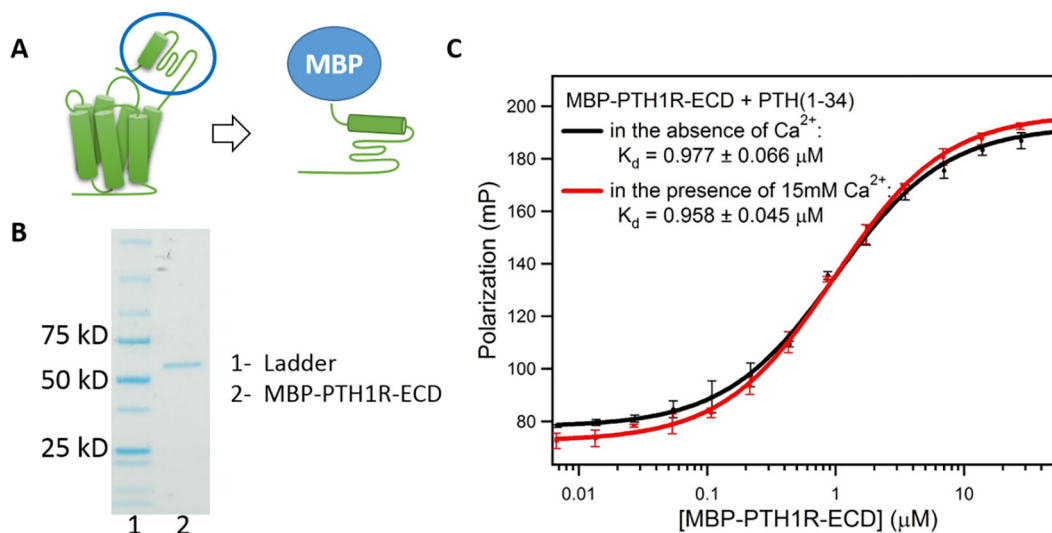 A
MBP
B
75 kD
50 kD
25 kD
1- Ladder
2- MBP-PTH1R-ECD
1 2
C
MBP-PTH1R-ECD + PTH(1-34)
in the absence of Ca²⁺:
K_d = 0.977 ± 0.066 μM
in the presence of 15mM Ca²⁺:
K_d = 0.958 ± 0.045 μM
Polarization (mP)
200
180
160
140
120
100
80
0.01 0.1 1 10
[MBP-PTH1R-ECD] (μM)